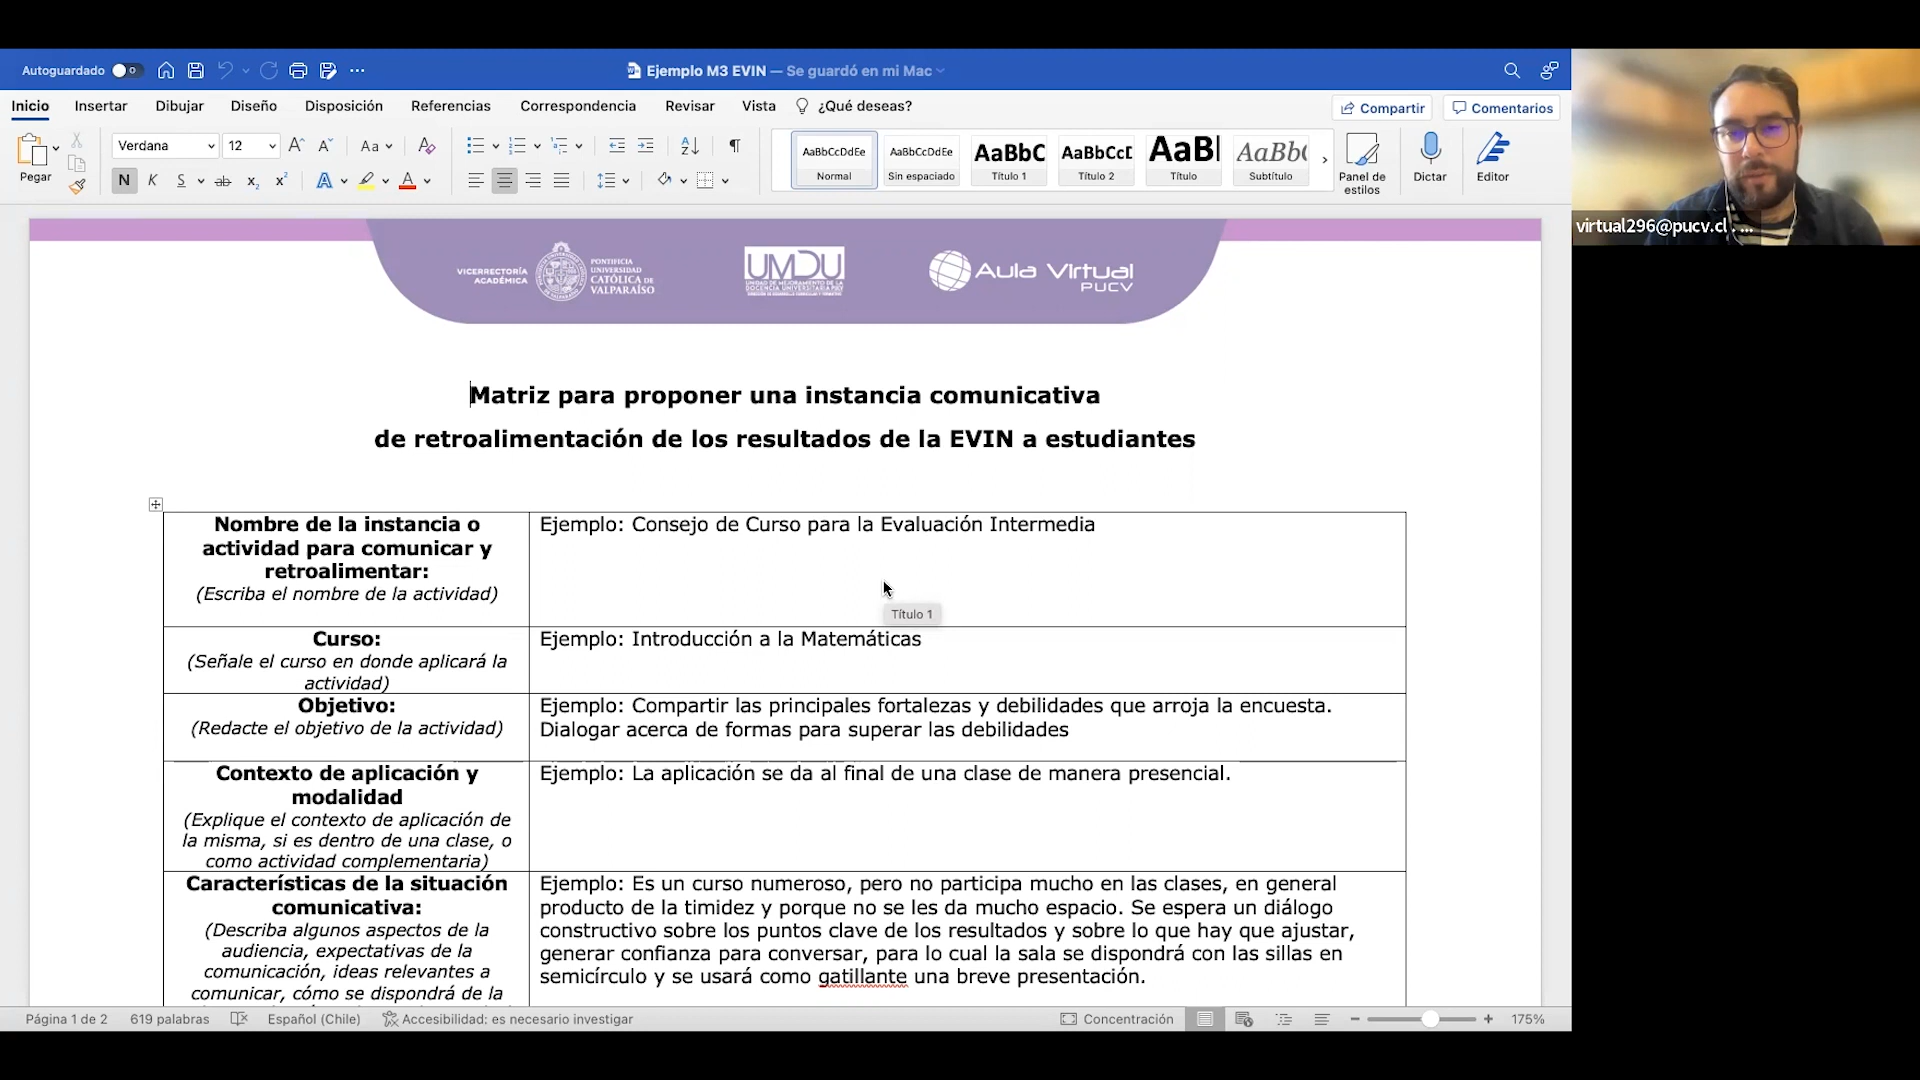 Autoguardado
Ejemplo M3 EVIN — Se guardó en mi Mac
Inicio Insertar Dibujar Diseño Disposición Referencias Correspondencia Revisar Vista ¿Qué deseas? Compartir Comentarios
Pegar
Verdana 12
AaBbCcDdEe Normal
AaBbCcDdEe Sin espaciado
AaBbC Título 1
AaBbCcD Título 2
AaBl Título
AaBb( Subtítulo
Panel de estilos
Dictar
Editor
virtual296@pucv.cl . ...
VICERRECTORÍA ACADÉMICA
PONTIFICIA
UNIVERSIDAD
CATÓLICA DE
VALPARAÍSO
UMDU
UNIDAD DE MEJORAMIENTO DE LA
DOCENCIA UNIVERSITARIA PUCV
Aula Virtual
PUCV
Matriz para proponer una instancia comunicativa
de retroalimentación de los resultados de la EVIN a estudiantes
Nombre de la instancia o
actividad para comunicar y
retroalimentar:
(Escriba el nombre de la actividad)
Ejemplo: Consejo de Curso para la Evaluación Intermedia
Título 1
Curso:
(Señale el curso en donde aplicará la
actividad)
Ejemplo: Introducción a la Matemáticas
Objetivo:
(Redacte el objetivo de la actividad)
Ejemplo: Compartir las principales fortalezas y debilidades que arroja la encuesta.
Dialogar acerca de formas para superar las debilidades
Contexto de aplicación y
modalidad
(Explique el contexto de aplicación de
la misma, si es dentro de una clase, o
como actividad complementaria)
Ejemplo: La aplicación se da al final de una clase de manera presencial.
Características de la situación
comunicativa:
(Describa algunos aspectos de la
audiencia, expectativas de la
comunicación, ideas relevantes a
comunicar, cómo se dispondrá de la
Ejemplo: Es un curso numeroso, pero no participa mucho en las clases, en general
producto de la timidez y porque no se les da mucho espacio. Se espera un diálogo
constructivo sobre los puntos clave de los resultados y sobre lo que hay que ajustar,
generar confianza para conversar, para lo cual la sala se dispondrá con las sillas en
semicírculo y se usará como gatillante una breve presentación.
Página 1 de 2 619 palabras Español (Chile) Accesibilidad: es necesario investigar Concentración 175%